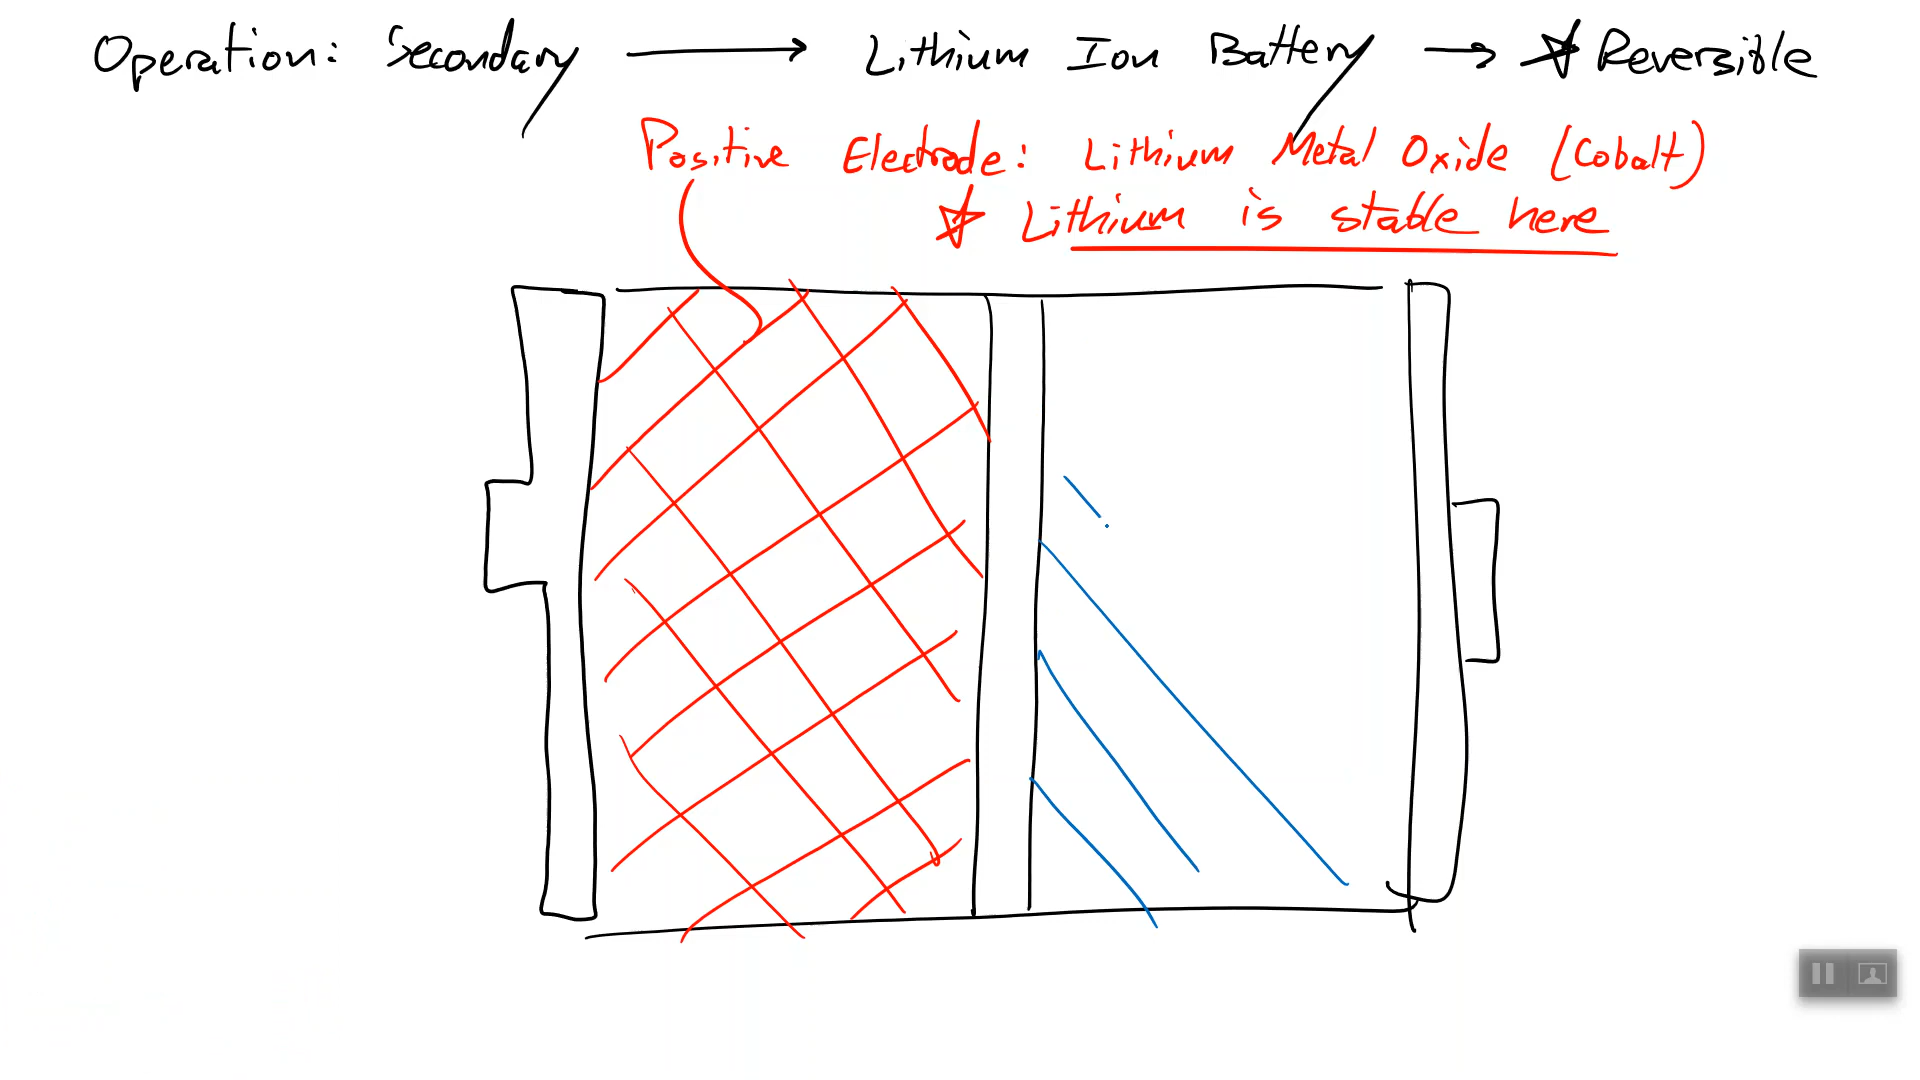 Operation: Secondary → Lithium Ion Battery → ☆ Reversible
Positive Electrode: Lithium Metal Oxide (Cobalt)
☆ Lithium is stable here